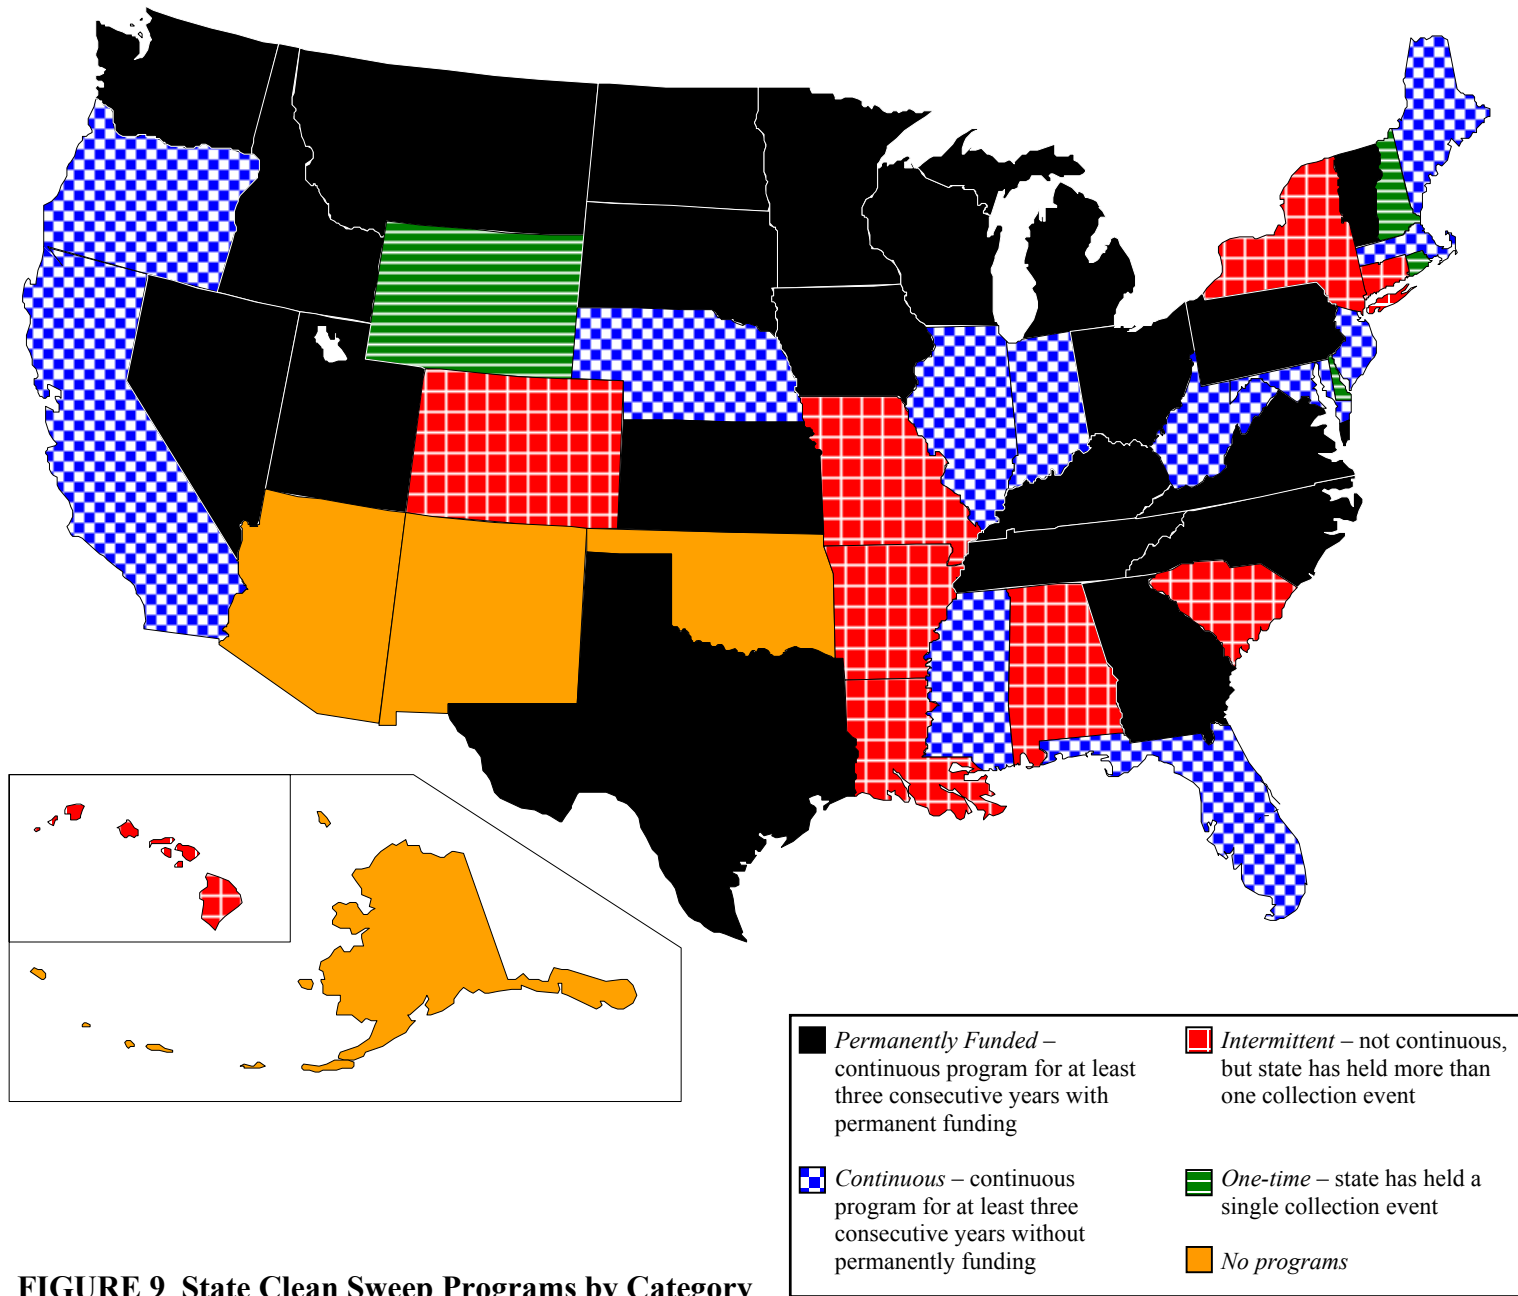 Permanently Funded –
continuous program for at least
three consecutive years with
permanent funding
Continuous – continuous
program for at least three
consecutive years without
permanently funding
Intermittent – not continuous,
but state has held more than
one collection event
One-time – state has held a
single collection event
No programs
FIGURE 9  State Clean Sweep Programs by Category